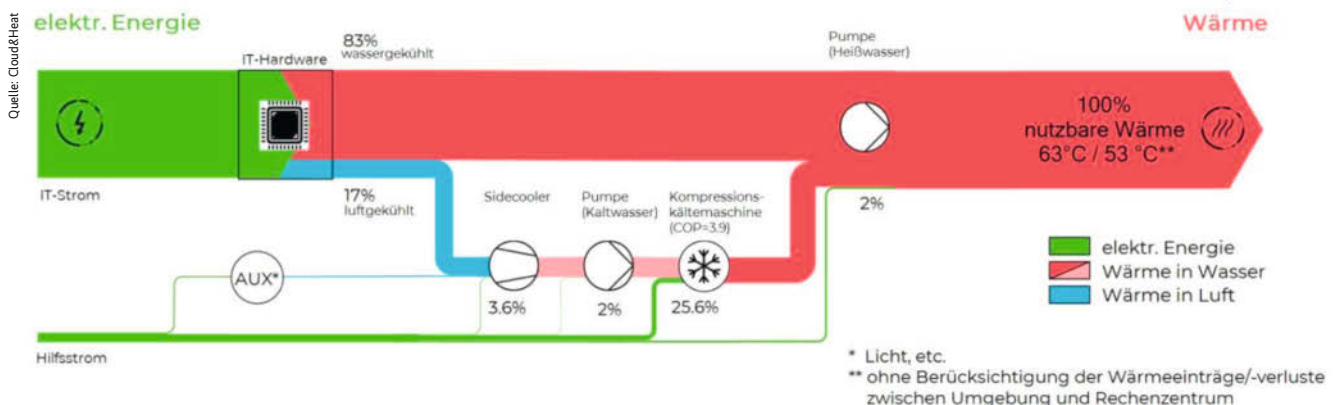 Quelle: Cloud&Heat
elektr. Energie
Wärme
IT-Hardware
83%
wassergekühlt
Pumpe
(Heißwasser)
100%
nutzbare Wärme
63°C / 53 °C**
IT-Strom
17%
luftgekühlt
Sidecooler
Pumpe
(Kaltwasser)
Kompressions-
kältemaschine
(COP=3.9)
2%
AUX*
3.6%
2%
25.6%
elektr. Energie
Wärme in Wasser
Wärme in Luft
Hilfsstrom
* Licht, etc.
** ohne Berücksichtigung der Wärmeeinträge/-verluste
zwischen Umgebung und Rechenzentrum